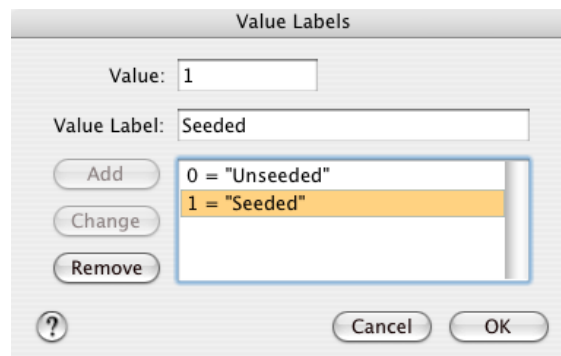 Value Labels
Value: 1
Value Label: Seeded
Add
0 = "Unseeded"
1 = "Seeded"
Change
Remove
?
Cancel
OK